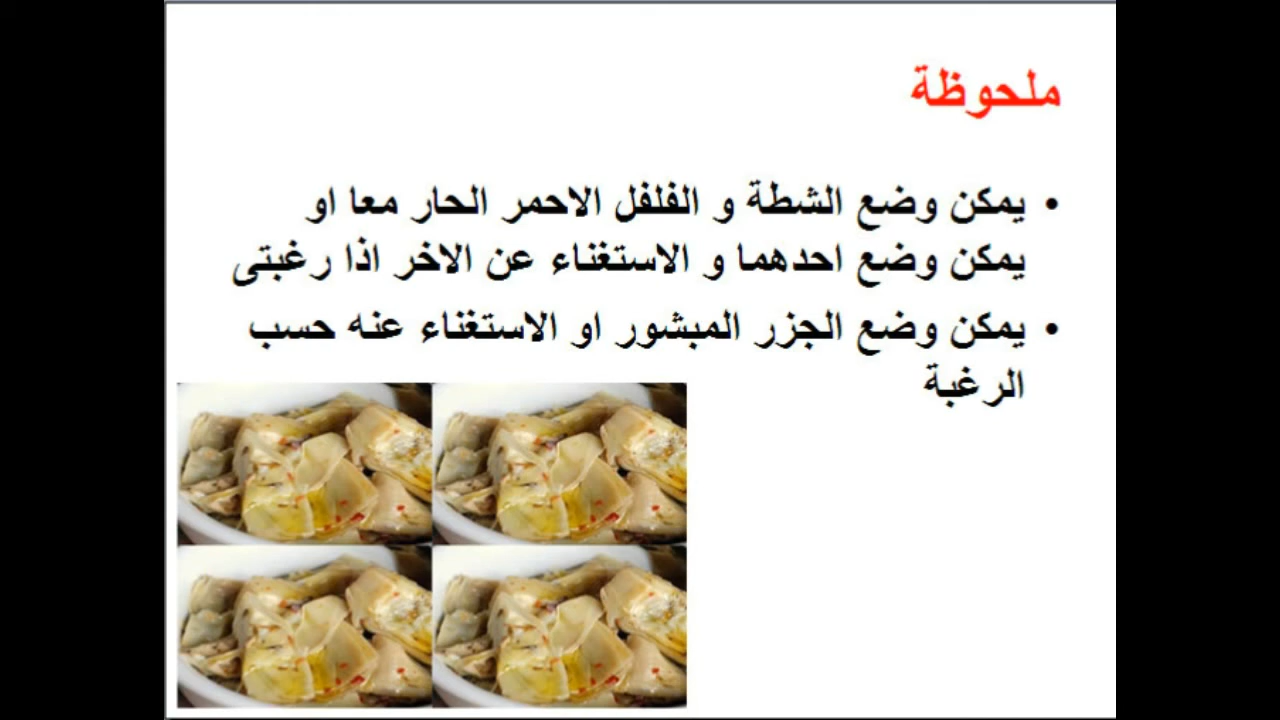 ملحوظة
• يمكن وضع الشطة و الفلفل الاحمر الحار معا او
يمكن وضع احدهما و الاستغناء عن الاخر اذا رغبتى
• يمكن وضع الجزر المبشور او الاستغناء عنه حسب
الرغبة